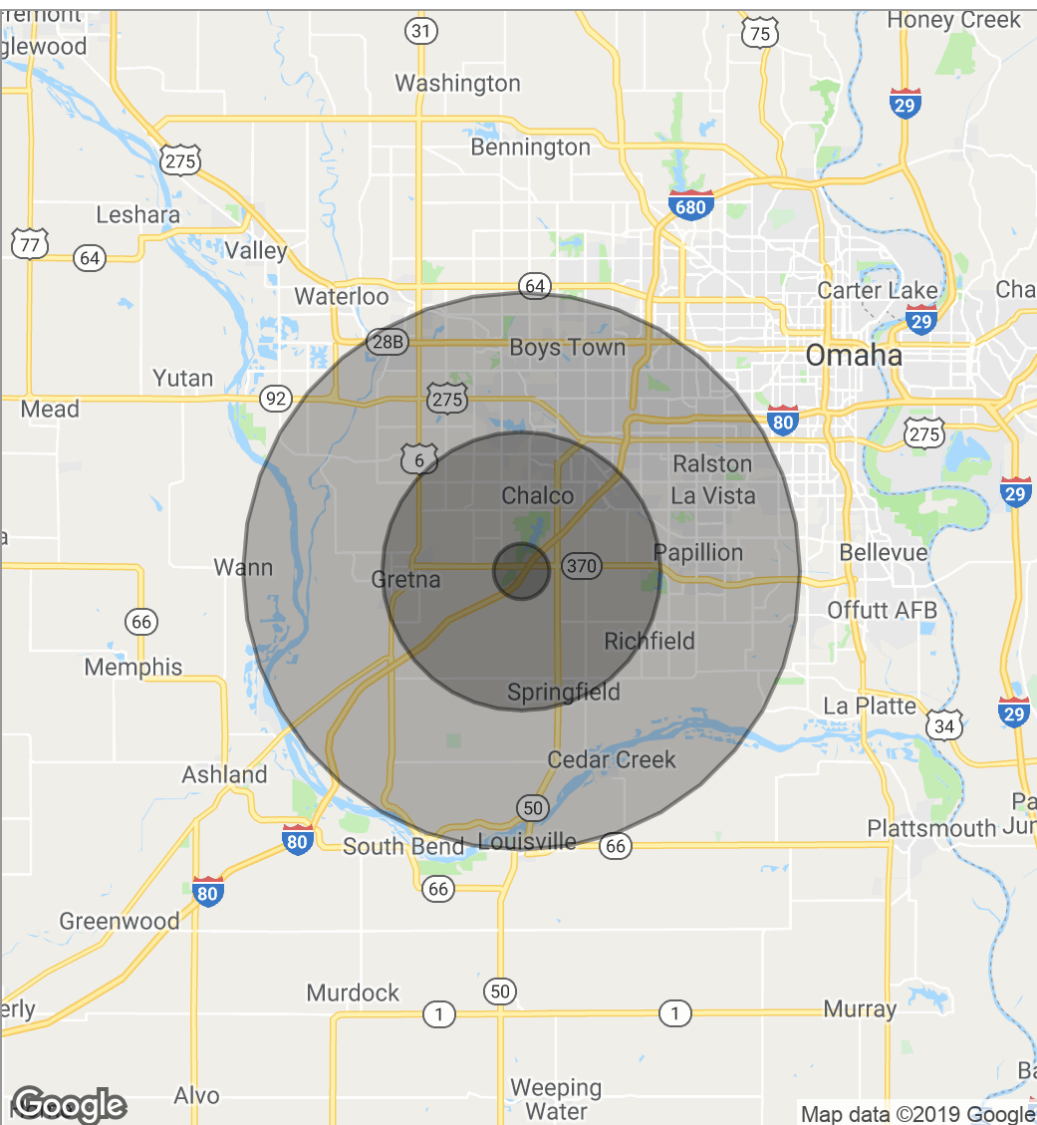 remont
glewood
31
75
Honey Creek
Washington
29
Bennington
275
680
Leshara
77
64
Valley
Waterloo
64
Carter Lake
Cha
29
28B
Boys Town
Omaha
Yutan
92
275
Mead
80
275
6
Ralston
Chalco
La Vista
29
a
Wann
Gretna
370
Papillion
Bellevue
66
Offutt AFB
Richfield
Memphis
Springfield
La Platte
34
29
Cedar Creek
Ashland
50
80
South Bend
Louisville
66
Plattsmouth
Pa
Jun
80
66
Greenwood
Murdock
50
erly
1
1
Murray
Alvo
Weeping
Water
Ba
Google
Map data ©2019 Google